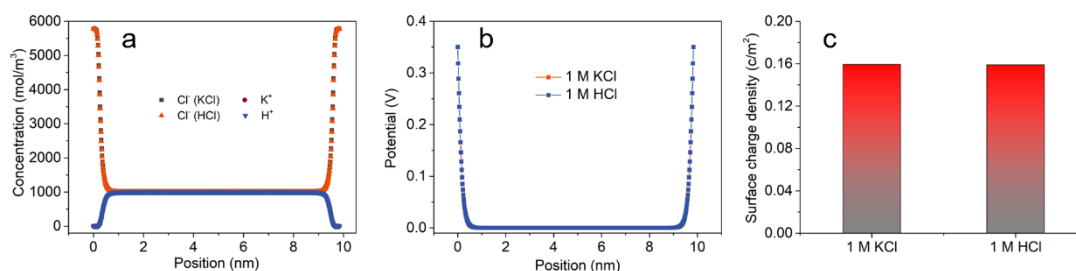 a
Concentration (mol/m³)
6000
5000
4000
3000
2000
1000
0
Cl⁻ (KCl)
K⁺
Cl⁻ (HCl)
H⁺
0
2
4
6
8
10
Position (nm)
b
Potential (V)
0.4
0.3
0.2
0.1
0.0
1 M KCl
1 M HCl
0
2
4
6
8
10
Position (nm)
c
Surface charge density (c/m²)
0.20
0.16
0.12
0.08
0.04
0.00
1 M KCl
1 M HCl